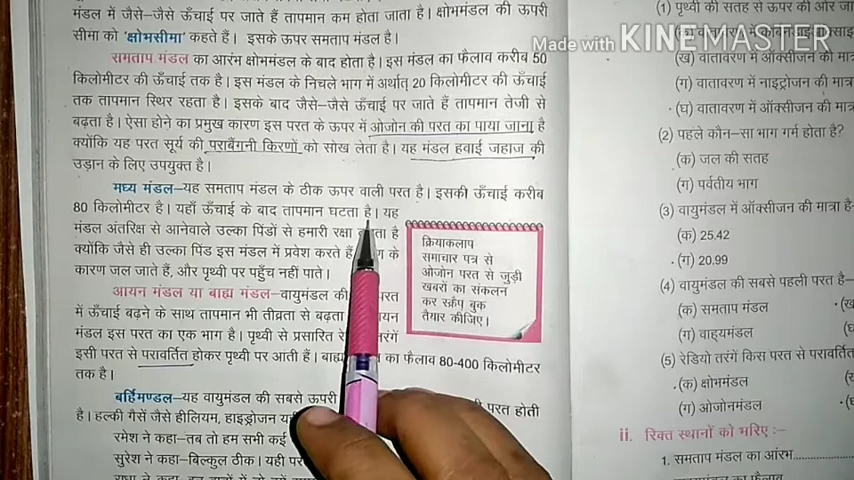 मंडल में जैसे-जैसे ऊँचाई पर जाते हैं तापमान कम होता जाता है। क्षोभमंडल की ऊपरी
सीमा को 'क्षोभसीमा' कहते हैं। इसके ऊपर समताप मंडल है।
समताप मंडल का आरंभ क्षोभमंडल के बाद होता है। इस मंडल का फैलाव करीब 50
किलोमीटर की ऊँचाई तक है। इस मंडल के निचले भाग में अर्थात् 20 किलोमीटर की ऊँचाई
तक तापमान स्थिर रहता है। इसके बाद जैसे-जैसे ऊँचाई पर जाते हैं तापमान तेजी से
बढ़ता है। ऐसा होने का प्रमुख कारण इस परत के ऊपर में ओजोन की परत का पाया जाना है
क्योंकि यह परत सूर्य की पराबैंगनी किरणों को सोख लेता है। यह मंडल हवाई जहाज की
उड़ान के लिए उपयुक्त है।
मध्य मंडल–यह समताप मंडल के ठीक ऊपर वाली परत है। इसकी ऊँचाई करीब
80 किलोमीटर है। यहाँ ऊँचाई के बाद तापमान घटता है। यह
मंडल अंतरिक्ष से आनेवाले उल्का पिंडों से हमारी रक्षा है
क्योंकि जैसे ही उल्का पिंड इस मंडल में प्रवेश करते के
कारण जल जाते हैं, और पृथ्वी पर पहुँच नहीं पाते।
क्रियाकलाप
समाचार पत्र से
ओजोन परत से जुड़ी
खबरों का संकलन
कर स्क्रैप बुक
तैयार कीजिए।
आयन मंडल या बाह्य मंडल–वायुमंडल की परत
में ऊँचाई बढ़ने के साथ तापमान भी तीव्रता से बढ़ता
मंडल इस परत का एक भाग है। पृथ्वी से प्रसारित
इसी परत से परावर्तित होकर पृथ्वी पर आती हैं। का फैलाव 80-400 किलोमीटर
तक है।
बर्हिमण्डल–यह वायुमंडल की सबसे ऊपरी परत होती
है। हल्की गैसें जैसे हीलियम, हाइड्रोजन
रमेश ने कहा–तब तो हम सभी कई
सुरेश ने कहा–बिल्कुल ठीक। यही
Made with KINEMASTER
(1) पृथ्वी की सतह से ऊपर की ओर
(ख) वातावरण में ऑक्सीजन की
(ग) वातावरण में नाइट्रोजन की
(घ) वातावरण में ऑक्सीजन की
(2) पहले कौन-सा भाग गर्म होता है?
(क) जल की सतह
(ग) पर्वतीय भाग
(3) वायुमंडल में ऑक्सीजन की मात्रा है-
(क) 25.42
(ग) 20.99
(4) वायुमंडल की सबसे पहली परत है–
(क) समताप मंडल
(ग) वाह्यमंडल
(5) रेडियो तरंगें किस परत से
(क) क्षोभमंडल
(ग) ओजोनमंडल
ii. रिक्त स्थानों को भरिए :-
1. समताप मंडल का आंरभ